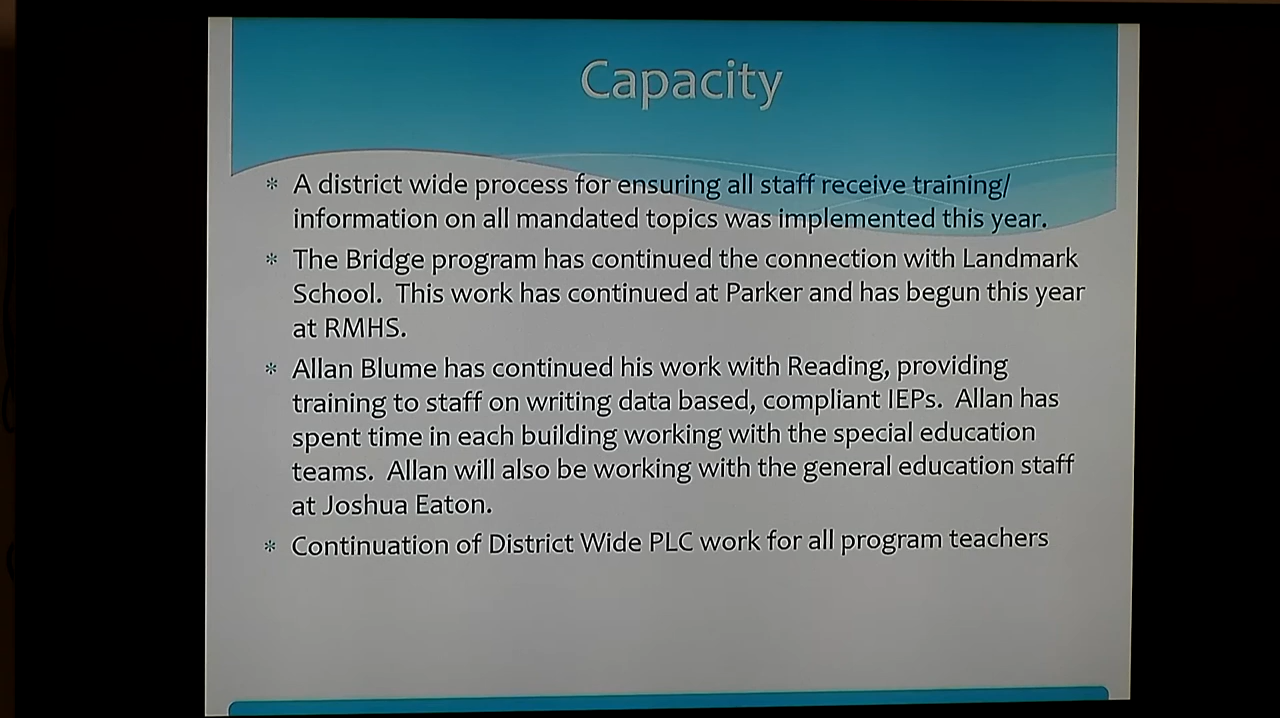 Capacity
* A district wide process for ensuring all staff receive training/
information on all mandated topics was implemented this year.
* The Bridge program has continued the connection with Landmark
School. This work has continued at Parker and has begun this year
at RMHS.
* Allan Blume has continued his work with Reading, providing
training to staff on writing data based, compliant IEPs. Allan has
spent time in each building working with the special education
teams. Allan will also be working with the general education staff
at Joshua Eaton.
* Continuation of District Wide PLC work for all program teachers